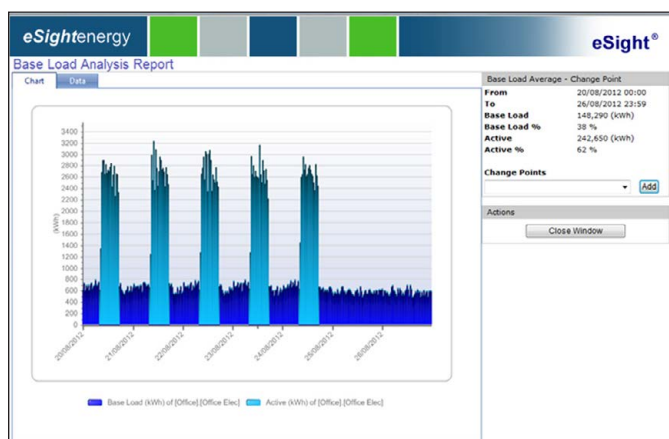 eSightenergy
eSight®
Base Load Analysis Report
Chart Data
3400
3200
3000
2800
2600
2400
2200
2000
1800
1600
1400
1200
1000
800
600
400
200
0
(kWh)
20/08/2012
21/08/2012
22/08/2012
23/08/2012
24/08/2012
25/08/2012
26/08/2012
Base Load (kWh) of [Office].[Office Elec] Active (kWh) of [Office].[Office Elec]
Base Load Average - Change Point
From 20/08/2012 00:00
To 26/08/2012 23:59
Base Load 148,290 (kWh)
Base Load % 38 %
Active 242,650 (kWh)
Active % 62 %
Change Points
Add
Actions
Close Window